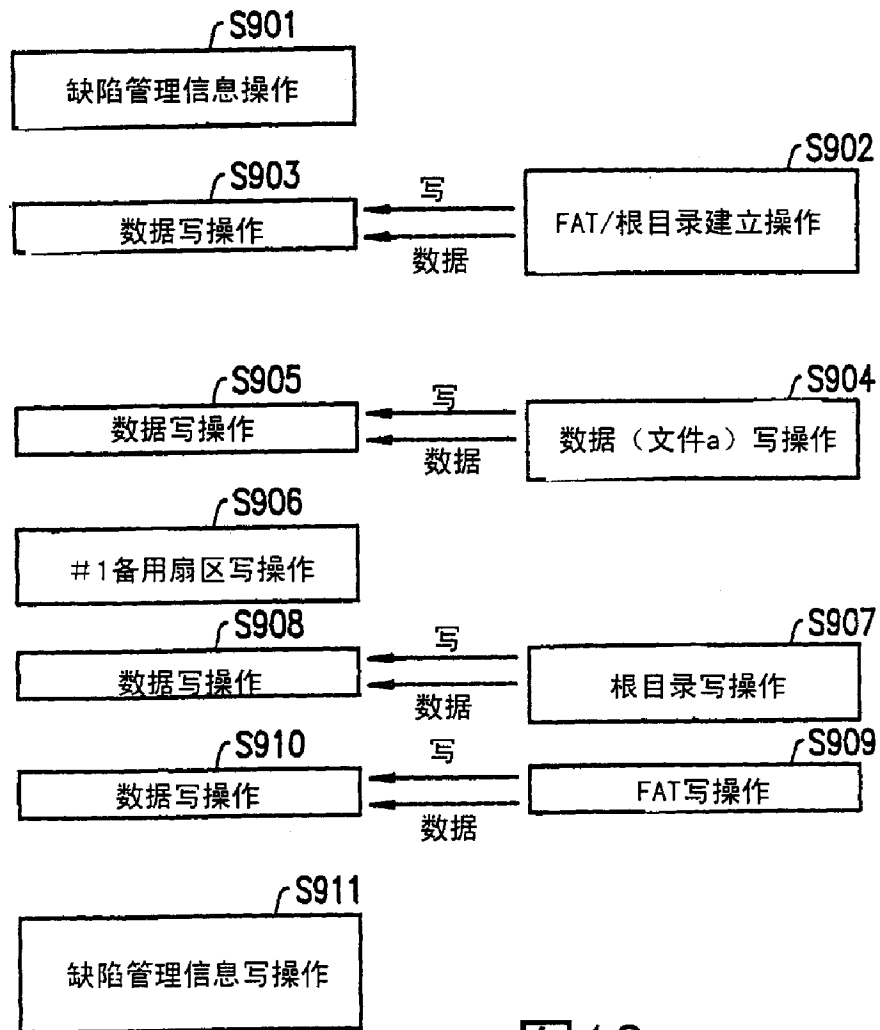 S901
缺陷管理信息操作
S902
S903
写
数据写操作
FAT/根目录建立操作
数据
S904
S905
写
数据写操作
数据（文件a）写操作
数据
S906
#1备用扇区写操作
S907
S908
写
数据写操作
根目录写操作
数据
S909
S910
写
数据写操作
FAT写操作
数据
S911
缺陷管理信息写操作